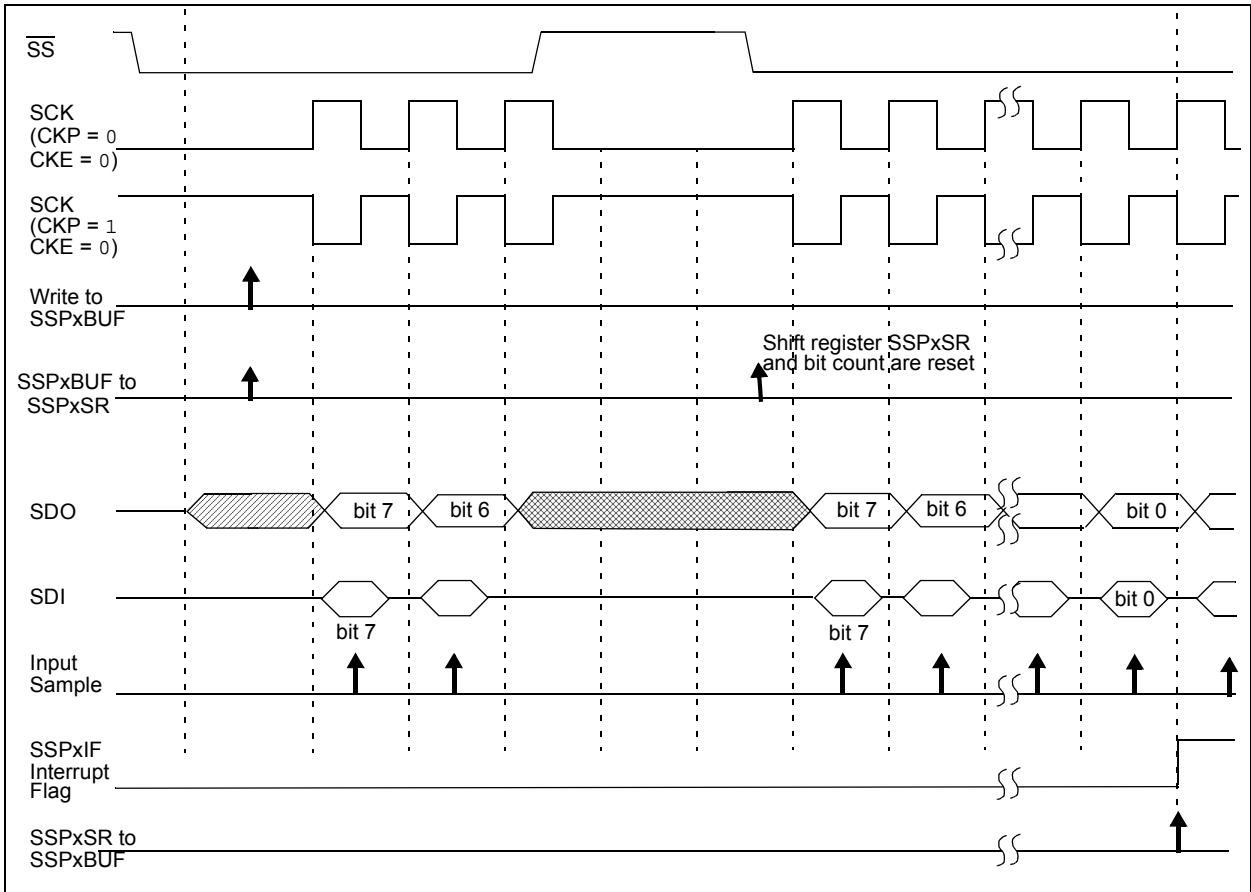 SS
SCK
(CKP = 0
CKE = 0)
SCK
(CKP = 1
CKE = 0)
Write to
SSPxBUF
Shift register SSPxSR
and bit count are reset
SSPxBUF to
SSPxSR
SDO
bit 7
bit 6
bit 7
bit 6
bit 0
SDI
bit 0
bit 7
bit 7
Input
Sample
SSPxIF
Interrupt
Flag
SSPxSR to
SSPxBUF